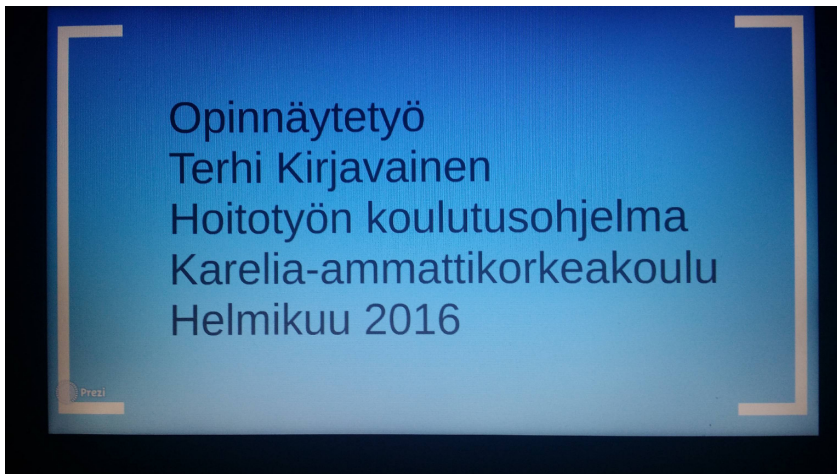 Opinnäytetyö
Terhi Kirjavainen
Hoitotyön koulutusohjelma
Karelia-ammattikorkeakoulu
Helmikuu 2016
Prezi